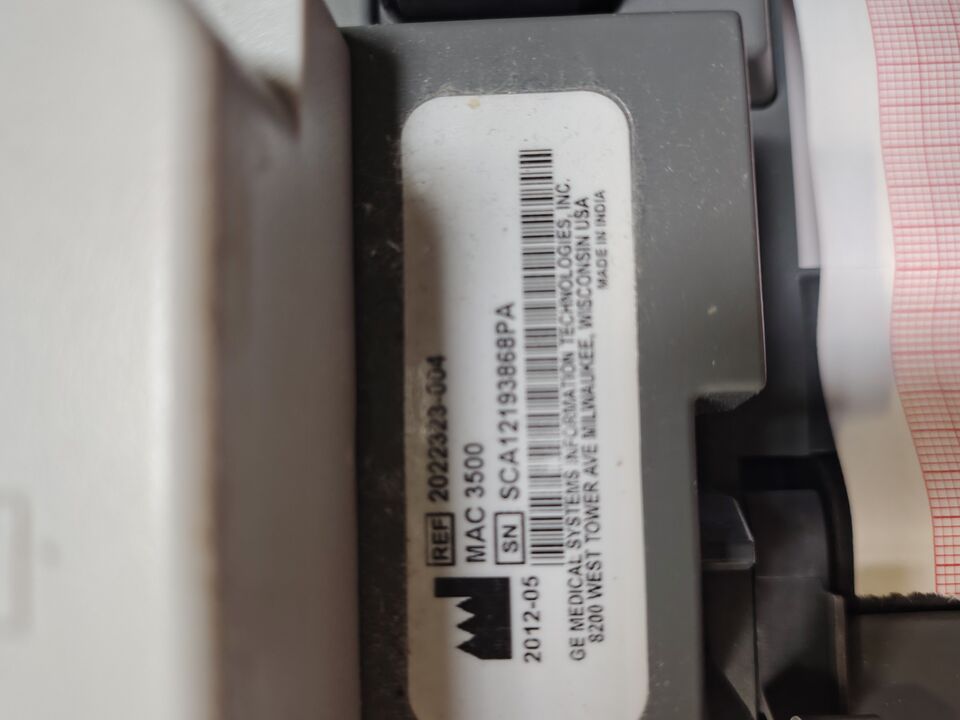 REF 2022323-004
MAC 3500
SN SCA12193868PA
2012-05
GE MEDICAL SYSTEMS INFORMATION TECHNOLOGIES, INC.
8200 WEST TOWER AVE MILWAUKEE, WISCONSIN USA
MADE IN INDIA